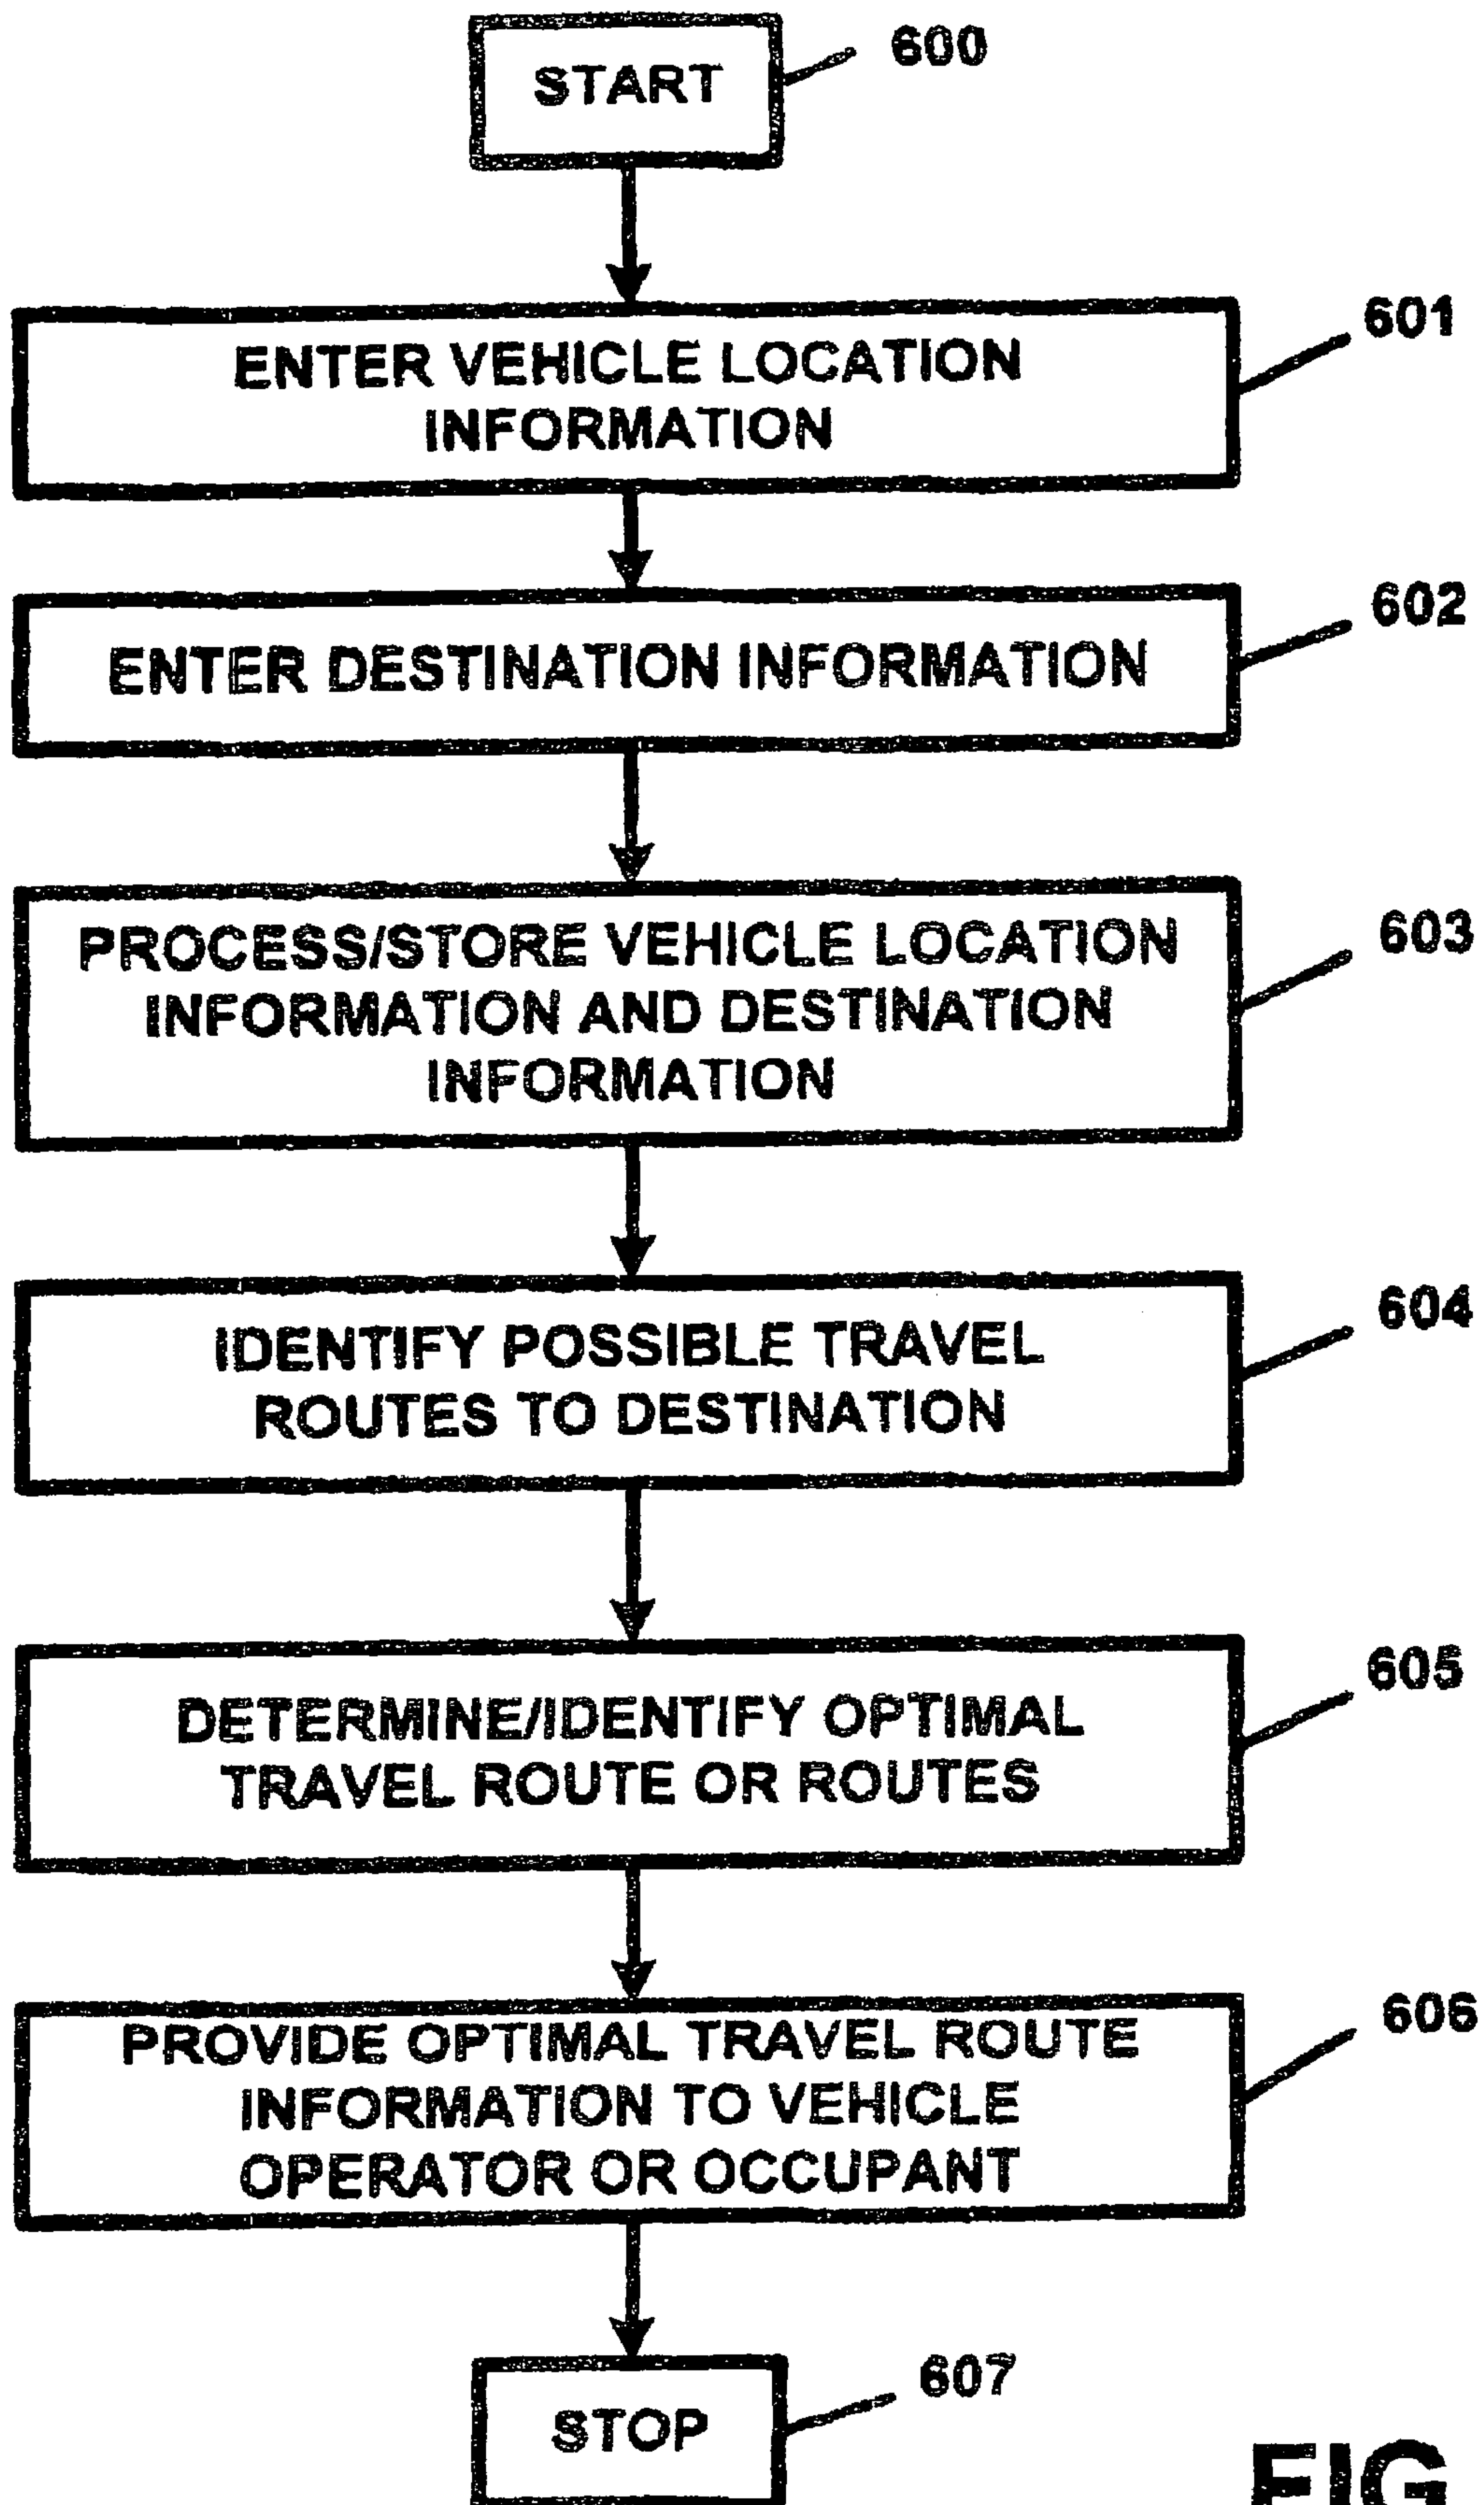 START
600
ENTER VEHICLE LOCATION
INFORMATION
601
ENTER DESTINATION INFORMATION
602
PROCESS/STORE VEHICLE LOCATION
INFORMATION AND DESTINATION
INFORMATION
603
IDENTIFY POSSIBLE TRAVEL
ROUTES TO DESTINATION
604
DETERMINE/IDENTIFY OPTIMAL
TRAVEL ROUTE OR ROUTES
605
PROVIDE OPTIMAL TRAVEL ROUTE
INFORMATION TO VEHICLE
OPERATOR OR OCCUPANT
606
STOP
607
FIG